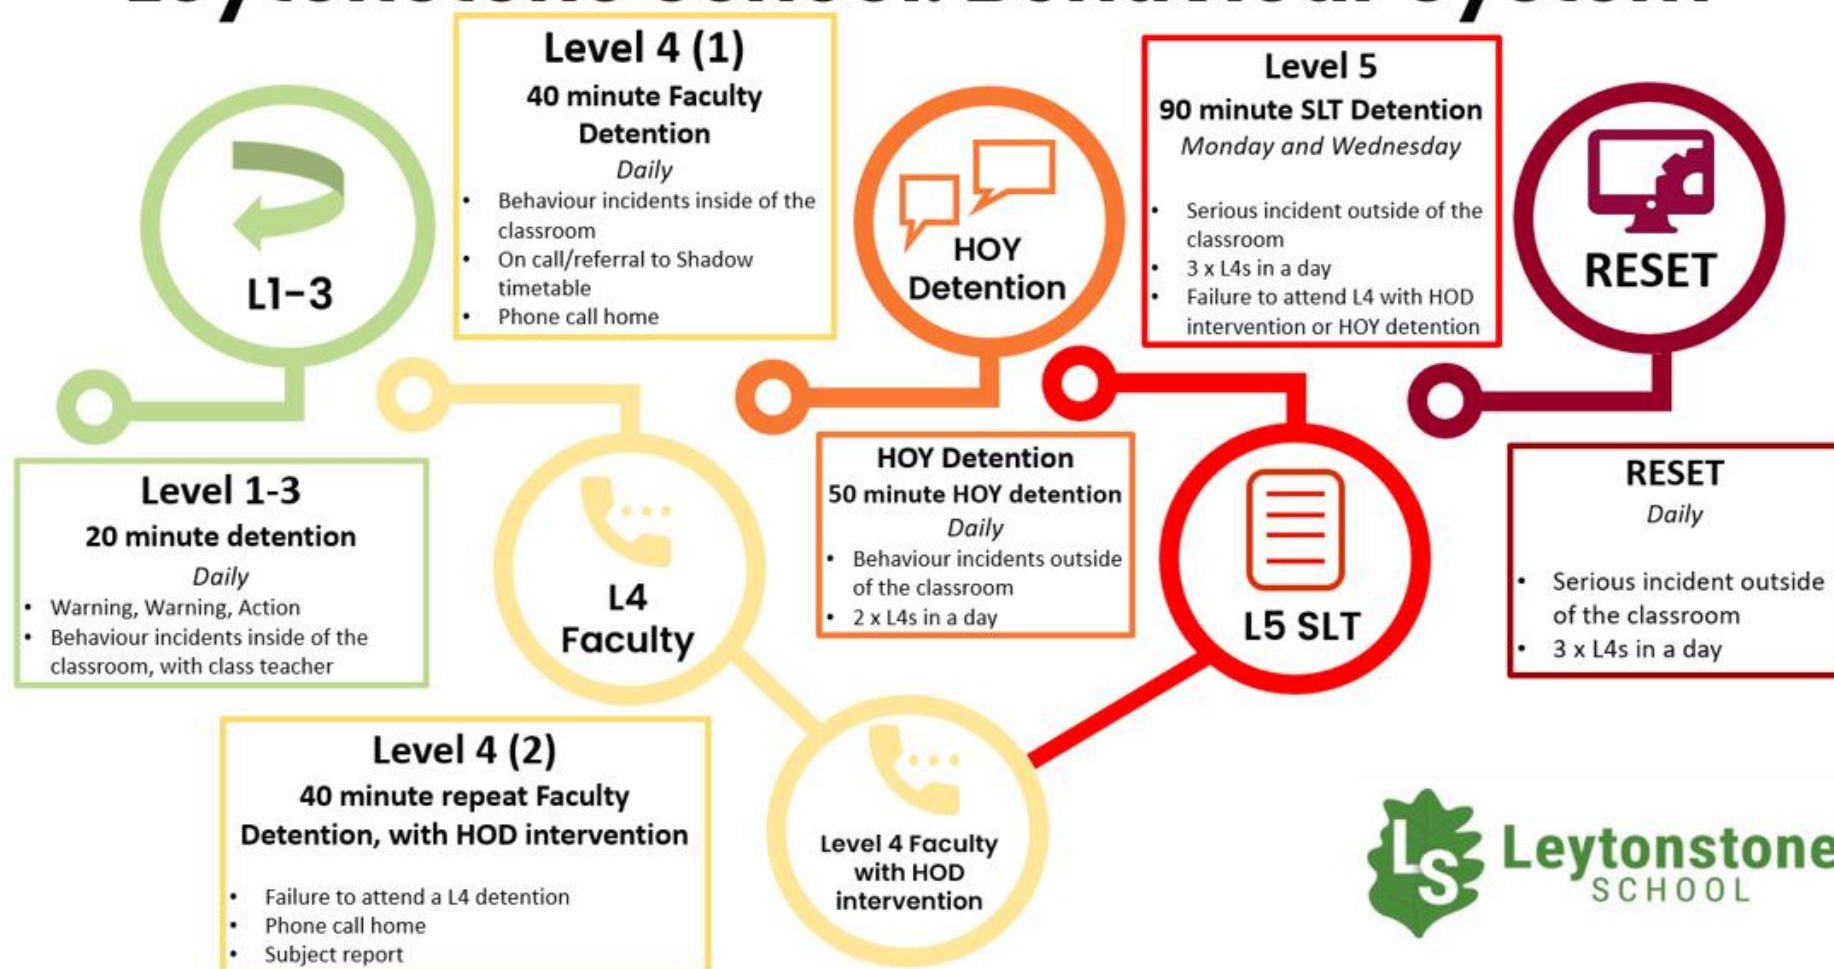 Leytonstone School: Behaviour System
Level 4 (1)
40 minute Faculty
Detention
Daily
• Behaviour incidents inside of the
classroom
• On call/referral to Shadow
timetable
• Phone call home
Level 5
90 minute SLT Detention
Monday and Wednesday
• Serious incident outside of the
classroom
• 3 x L4s in a day
• Failure to attend L4 with HOD
intervention or HOY detention
L1-3
HOY
Detention
RESET
Level 1-3
20 minute detention
Daily
• Warning, Warning, Action
• Behaviour incidents inside of the
classroom, with class teacher
L4
Faculty
HOY Detention
50 minute HOY detention
Daily
• Behaviour incidents outside
of the classroom
• 2 x L4s in a day
L5 SLT
RESET
Daily
• Serious incident outside
of the classroom
• 3 x L4s in a day
Level 4 (2)
40 minute repeat Faculty
Detention, with HOD intervention
• Failure to attend a L4 detention
• Phone call home
• Subject report
Level 4 Faculty
with HOD
intervention
LS
Leytonstone
SCHOOL